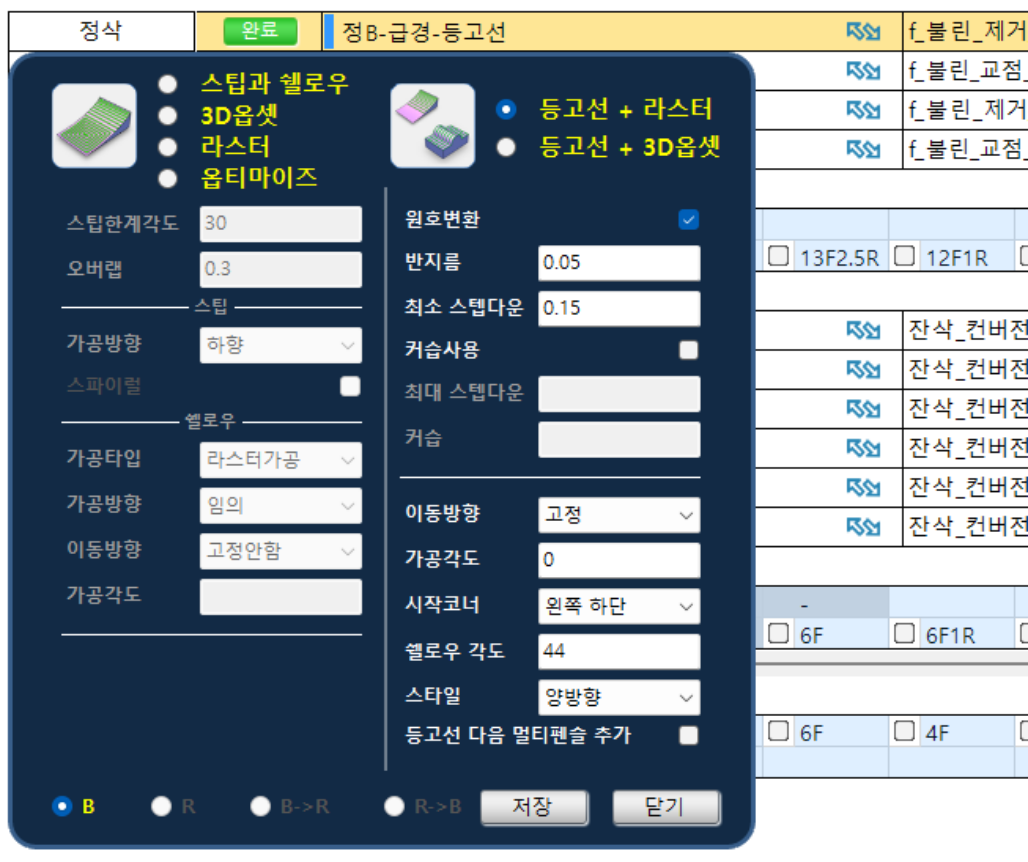 정삭 완료 정B-급경-등고선 f_불린_제거
f_불린_교점_
f_불린_제거
f_불린_교점_
스팁과 쉘로우
3D옵셋
라스터
옵티마이즈
등고선 + 라스터
등고선 + 3D옵셋
스팁한계각도 30
오버랩 0.3
스팁
가공방향 하향
스파이럴
쉘로우
가공타입 라스터가공
가공방향 임의
이동방향 고정안함
가공각도
원호변환
반지름 0.05
최소 스텝다운 0.15
커습사용
최대 스텝다운
커습
이동방향 고정
가공각도 0
시작코너 왼쪽 하단
쉘로우 각도 44
스타일 양방향
등고선 다음 멀티펜슬 추가
B R B->R R->B 저장 닫기
13F2.5R 12F1R
잔삭_컨버전
잔삭_컨버전
잔삭_컨버전
잔삭_컨버전
잔삭_컨버전
잔삭_컨버전
-
6F 6F1R
6F 4F